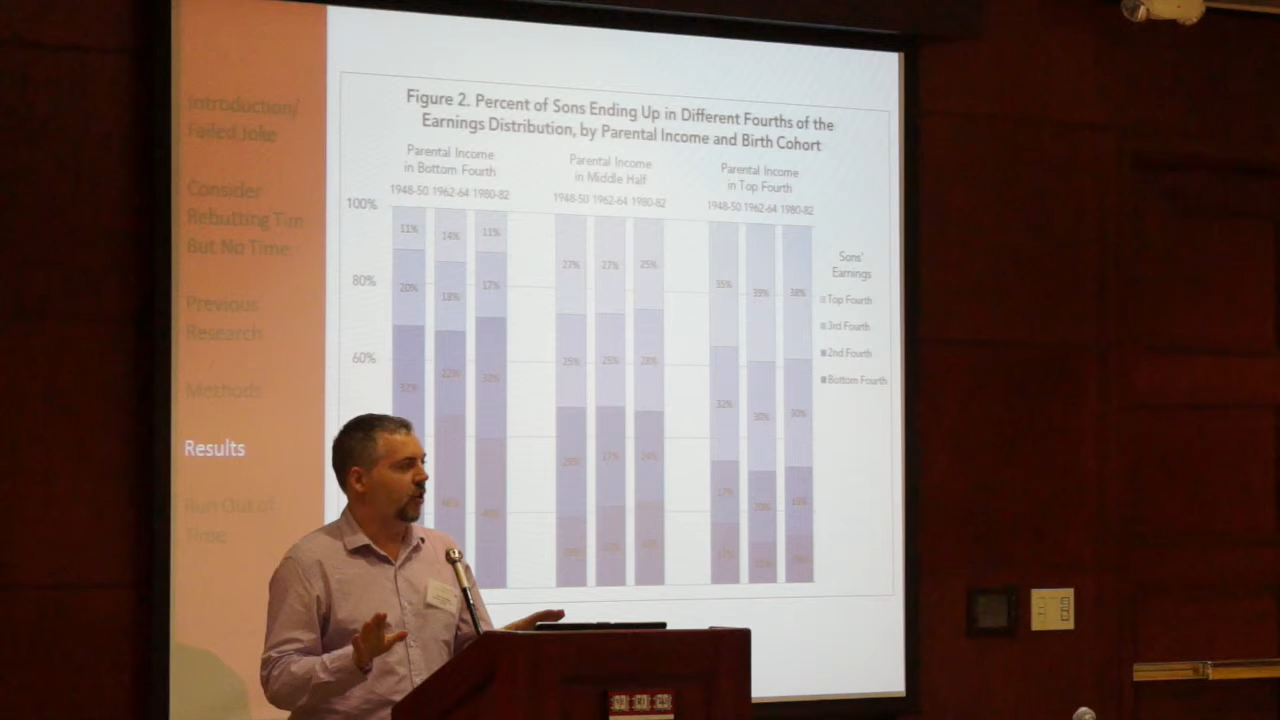 Introduction/
Failed Joke
Consider
Rebutting Tim
But No Time
Previous
Research
Methods
Results
Run Out of
Time
Figure 2. Percent of Sons Ending Up in Different Fourths of the
Earnings Distribution, by Parental Income and Birth Cohort
Parental Income
in Bottom Fourth
Parental Income
in Middle Half
Parental Income
in Top Fourth
1948-50 1962-64 1980-82
1948-50 1962-64 1980-82
1948-50 1962-64 1980-82
100%
80%
60%
11% 14% 11%
20% 18% 17%
32% 22%
27% 27% 25%
25% 25% 28%
35% 39% 38%
32% 30% 30%
17% 20%
Sons'
Earnings
Top Fourth
3rd Fourth
2nd Fourth
Bottom Fourth